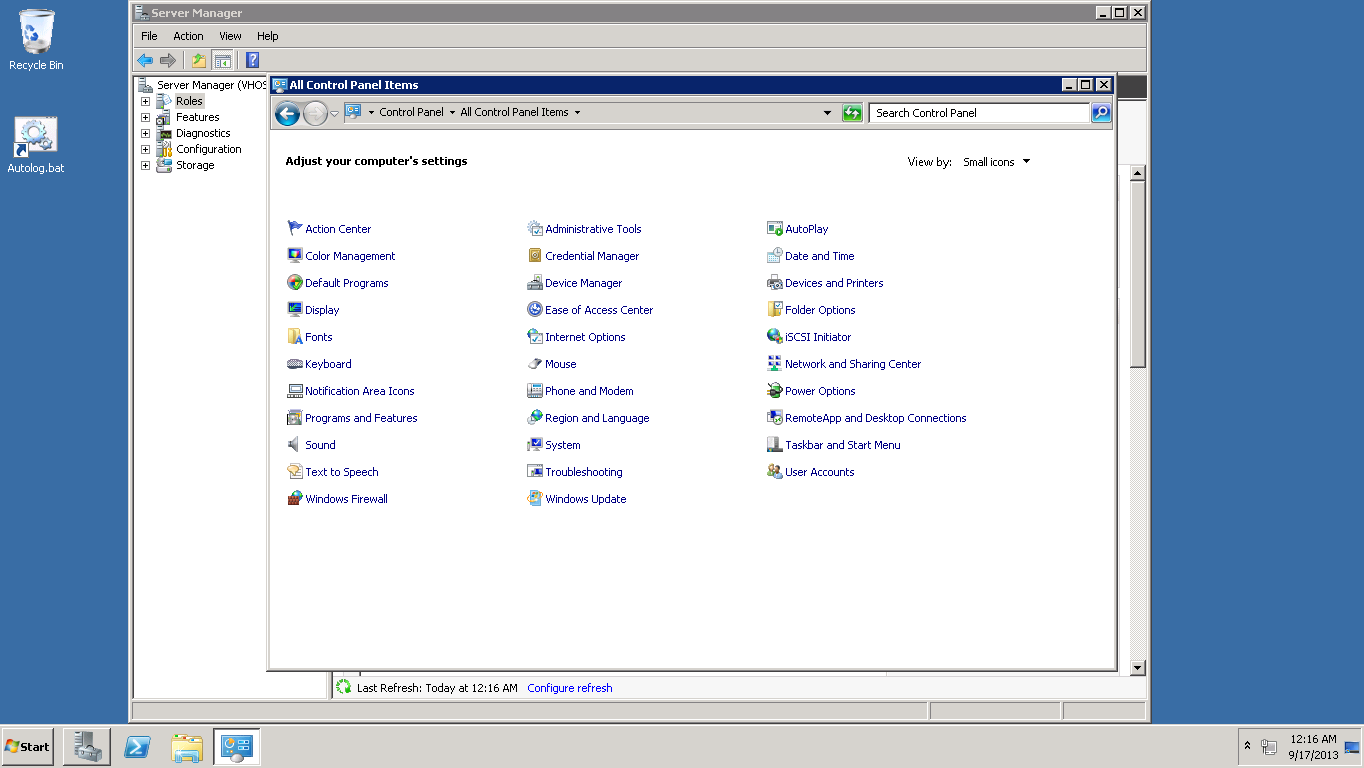 Recycle Bin
Autolog.bat
Server Manager
File Action View Help
Server Manager (VHOS
Roles
Features
Diagnostics
Configuration
Storage
All Control Panel Items
Control Panel All Control Panel Items
Search Control Panel
Adjust your computer's settings
View by: Small icons
Action Center Administrative Tools AutoPlay
Color Management Credential Manager Date and Time
Default Programs Device Manager Devices and Printers
Display Ease of Access Center Folder Options
Fonts Internet Options iSCSI Initiator
Keyboard Mouse Network and Sharing Center
Notification Area Icons Phone and Modem Power Options
Programs and Features Region and Language RemoteApp and Desktop Connections
Sound System Taskbar and Start Menu
Text to Speech Troubleshooting User Accounts
Windows Firewall Windows Update
Last Refresh: Today at 12:16 AM Configure refresh
Start
12:16 AM
9/17/2013